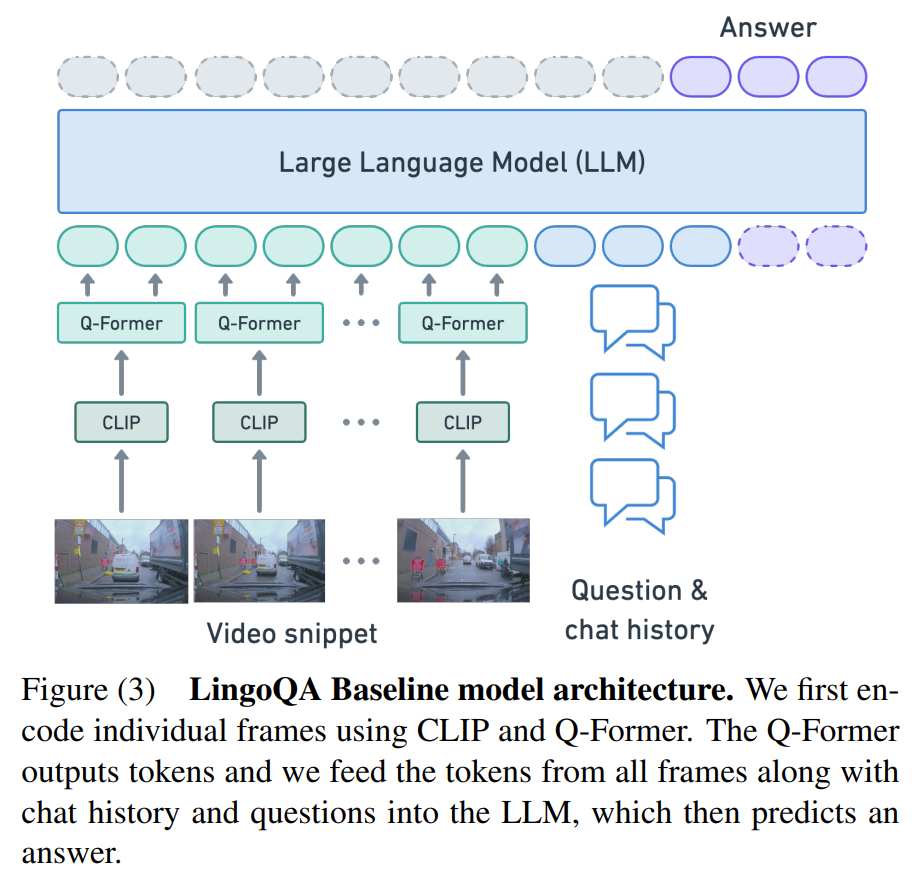 Answer
Large Language Model (LLM)
Q-Former Q-Former Q-Former
CLIP CLIP CLIP
Video snippet
Question &
chat history
Figure (3) LingoQA Baseline model architecture. We first en-
code individual frames using CLIP and Q-Former. The Q-Former
outputs tokens and we feed the tokens from all frames along with
chat history and questions into the LLM, which then predicts an
answer.